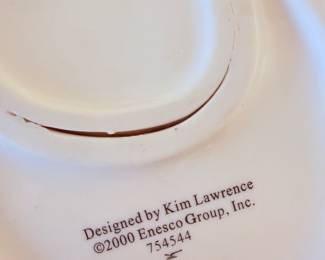 Designed by Kim Lawrence
©2000 Enesco Group, Inc.
754544